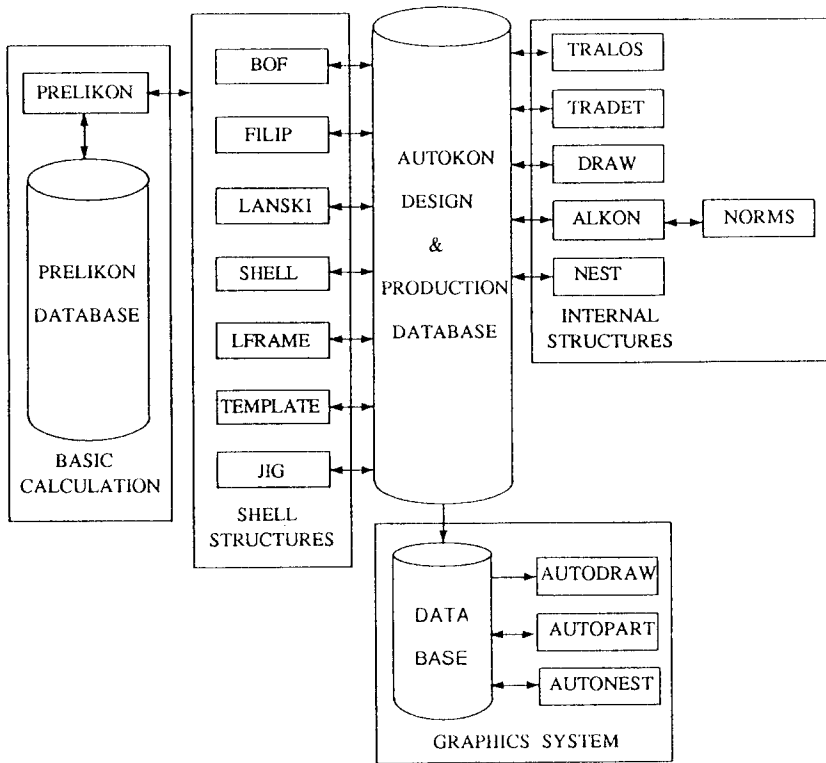 PRELIKON
PRELIKON
DATABASE
BASIC
CALCULATION
BOF
FILIP
LANSKI
SHELL
LFRAME
TEMPLATE
JIG
SHELL
STRUCTURES
AUTOKON
DESIGN
&
PRODUCTION
DATABASE
TRALOS
TRADET
DRAW
ALKON
NORMS
NEST
INTERNAL
STRUCTURES
DATA
BASE
AUTODRAW
AUTOPART
AUTONEST
GRAPHICS SYSTEM